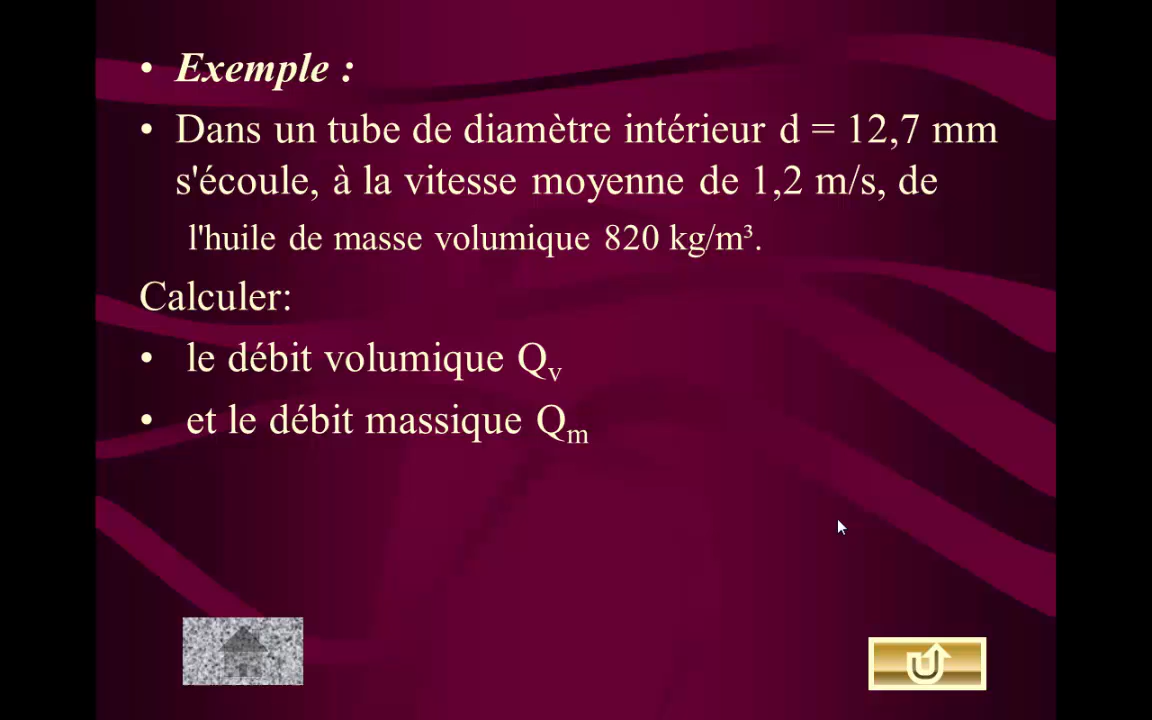 • Exemple :
• Dans un tube de diamètre intérieur d = 12,7 mm
s'écoule, à la vitesse moyenne de 1,2 m/s, de
l'huile de masse volumique 820 kg/m³.
Calculer:
• le débit volumique Qᵥ
• et le débit massique Qₘ